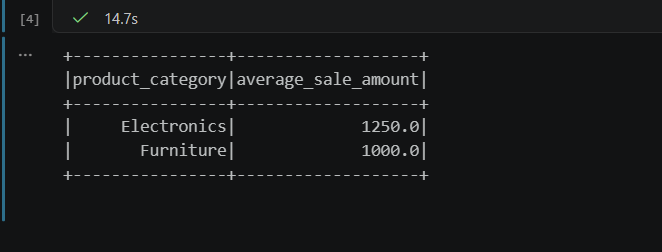 [4] 14.7s
...
+----------------+-------------------+
|product_category|average_sale_amount|
+----------------+-------------------+
|     Electronics|             1250.0|
|       Furniture|             1000.0|
+----------------+-------------------+